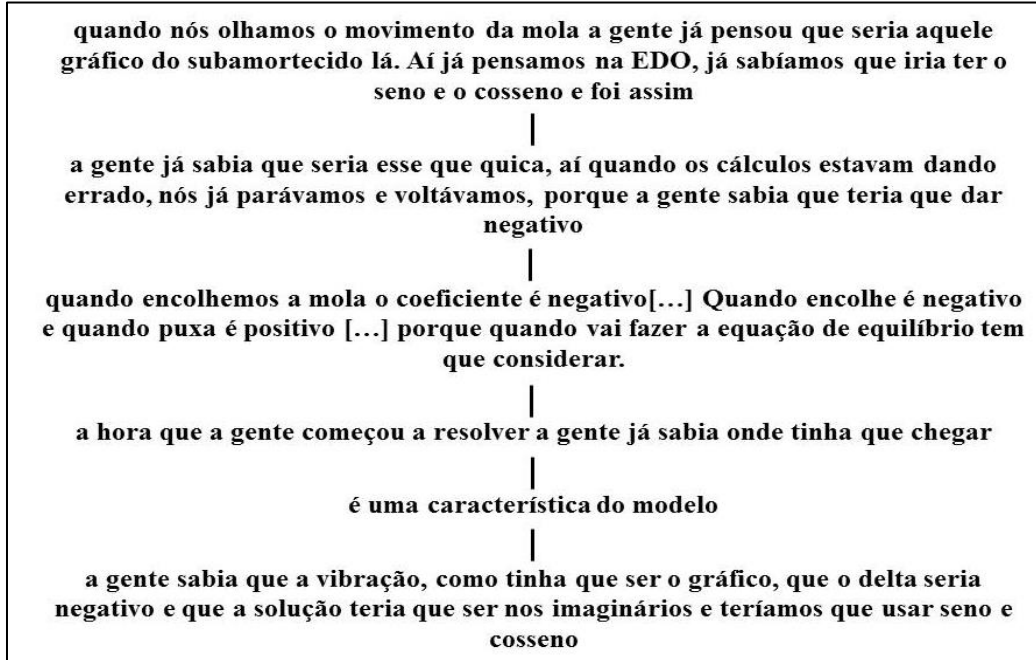 quando nós olhamos o movimento da mola a gente já pensou que seria aquele
gráfico do subamortecido lá. Aí já pensamos na EDO, já sabíamos que iria ter o
seno e o cosseno e foi assim
a gente já sabia que seria esse que quica, aí quando os cálculos estavam dando
errado, nós já parávamos e voltávamos, porque a gente sabia que teria que dar
negativo
quando encolhemos a mola o coeficiente é negativo[…] Quando encolhe é negativo
e quando puxa é positivo […] porque quando vai fazer a equação de equilíbrio tem
que considerar.
a hora que a gente começou a resolver a gente já sabia onde tinha que chegar
é uma característica do modelo
a gente sabia que a vibração, como tinha que ser o gráfico, que o delta seria
negativo e que a solução teria que ser nos imaginários e teríamos que usar seno e
cosseno